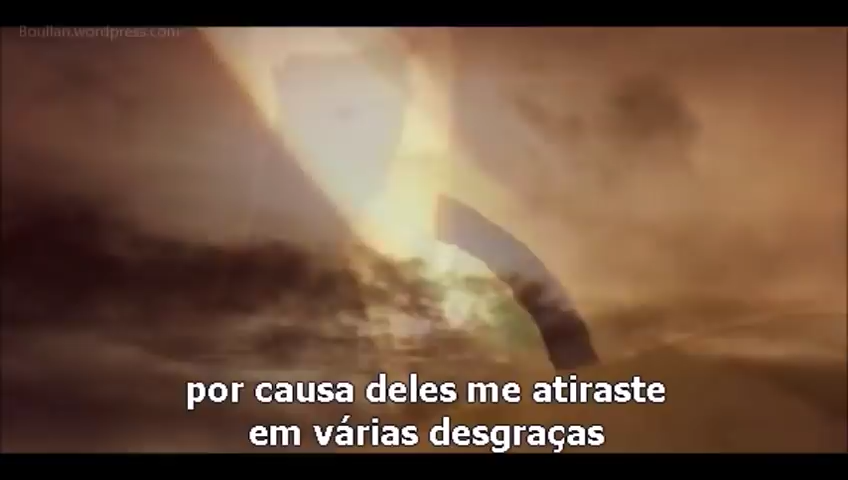 Boullan.wordpress.com
por causa deles me atiraste
em várias desgraças